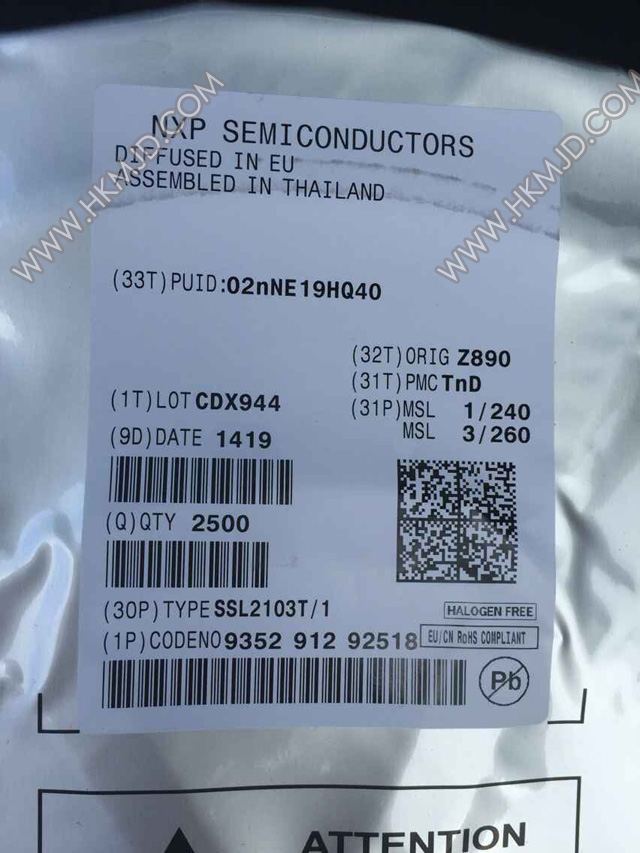 NXP SEMICONDUCTORS
DIFFUSED IN EU
ASSEMBLED IN THAILAND
(33T)PUID:02nNE19HQ40
(32T)ORIG Z890
(31T)PMC TnD
(1T)LOT CDX944
(31P)MSL 1/240
(9D)DATE 1419
MSL 3/260
(Q)QTY 2500
(30P)TYPE SSL2103T/1
HALOGEN FREE
(1P)CODENO 9352 912 92518
EU/CN RoHS COMPLIANT
Pb
ATTENTION
WWW.HKMJD.COM
WWW.HKMJD.COM